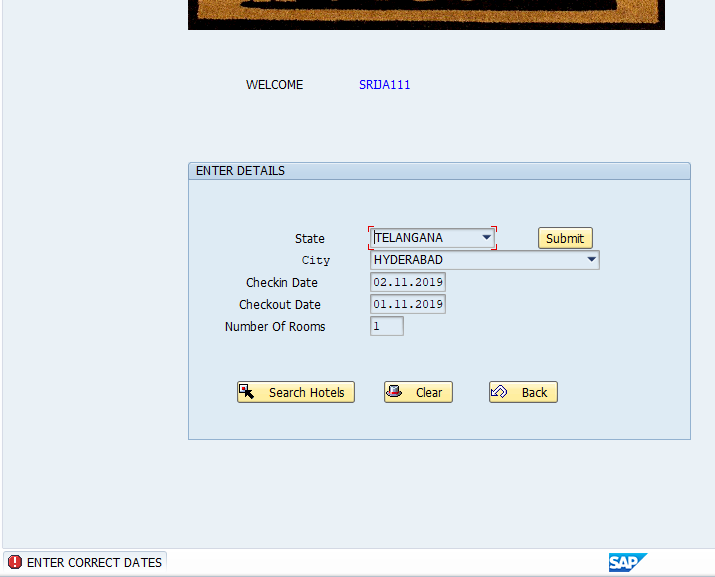 WELCOME SRIJA111
ENTER DETAILS
State TELANGANA Submit
City HYDERABAD
Checkin Date 02.11.2019
Checkout Date 01.11.2019
Number Of Rooms 1
Search Hotels Clear Back
ENTER CORRECT DATES SAP